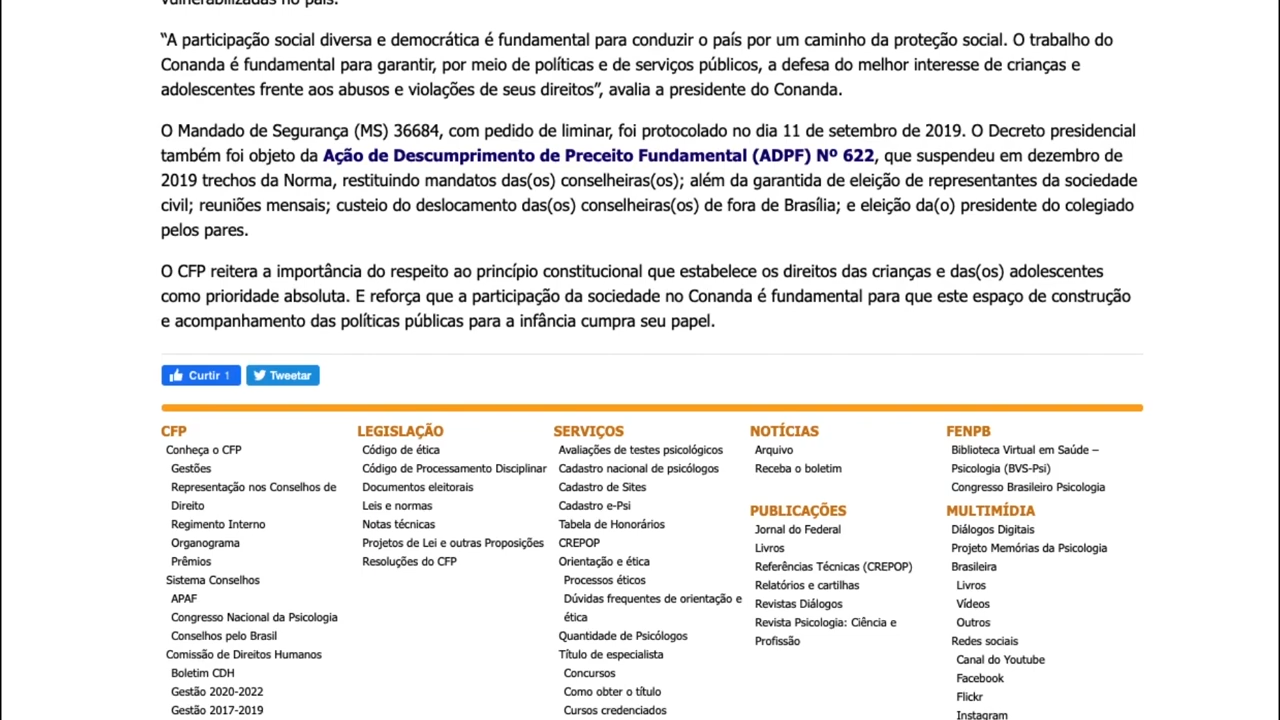 vulnerabilizadas no país.
“A participação social diversa e democrática é fundamental para conduzir o país por um caminho da proteção social. O trabalho do
Conanda é fundamental para garantir, por meio de políticas e de serviços públicos, a defesa do melhor interesse de crianças e
adolescentes frente aos abusos e violações de seus direitos”, avalia a presidente do Conanda.
O Mandado de Segurança (MS) 36684, com pedido de liminar, foi protocolado no dia 11 de setembro de 2019. O Decreto presidencial
também foi objeto da Ação de Descumprimento de Preceito Fundamental (ADPF) Nº 622, que suspendeu em dezembro de
2019 trechos da Norma, restituindo mandatos das(os) conselheiras(os); além da garantida de eleição de representantes da sociedade
civil; reuniões mensais; custeio do deslocamento das(os) conselheiras(os) de fora de Brasília; e eleição da(o) presidente do colegiado
pelos pares.
O CFP reitera a importância do respeito ao princípio constitucional que estabelece os direitos das crianças e das(os) adolescentes
como prioridade absoluta. E reforça que a participação da sociedade no Conanda é fundamental para que este espaço de construção
e acompanhamento das políticas públicas para a infância cumpra seu papel.
Curtir 1
Tweetar
CFP
Conheça o CFP
Gestões
Representação nos Conselhos de
Direito
Regimento Interno
Organograma
Prêmios
Sistema Conselhos
APAF
Congresso Nacional da Psicologia
Conselhos pelo Brasil
Comissão de Direitos Humanos
Boletim CDH
Gestão 2020-2022
Gestão 2017-2019
LEGISLAÇÃO
Código de ética
Código de Processamento Disciplinar
Documentos eleitorais
Leis e normas
Notas técnicas
Projetos de Lei e outras Proposições
Resoluções do CFP
SERVIÇOS
Avaliações de testes psicológicos
Cadastro nacional de psicólogos
Cadastro de Sites
Cadastro e-Psi
Tabela de Honorários
CREPOP
Orientação e ética
Processos éticos
Dúvidas frequentes de orientação e
ética
Quantidade de Psicólogos
Título de especialista
Concursos
Como obter o título
Cursos credenciados
NOTÍCIAS
Arquivo
Receba o boletim
PUBLICAÇÕES
Jornal do Federal
Livros
Referências Técnicas (CREPOP)
Relatórios e cartilhas
Revistas Diálogos
Revista Psicologia: Ciência e
Profissão
FENPB
Biblioteca Virtual em Saúde –
Psicologia (BVS-Psi)
Congresso Brasileiro Psicologia
MULTIMÍDIA
Diálogos Digitais
Projeto Memórias da Psicologia
Brasileira
Livros
Vídeos
Outros
Redes sociais
Canal do Youtube
Facebook
Flickr
Instagram